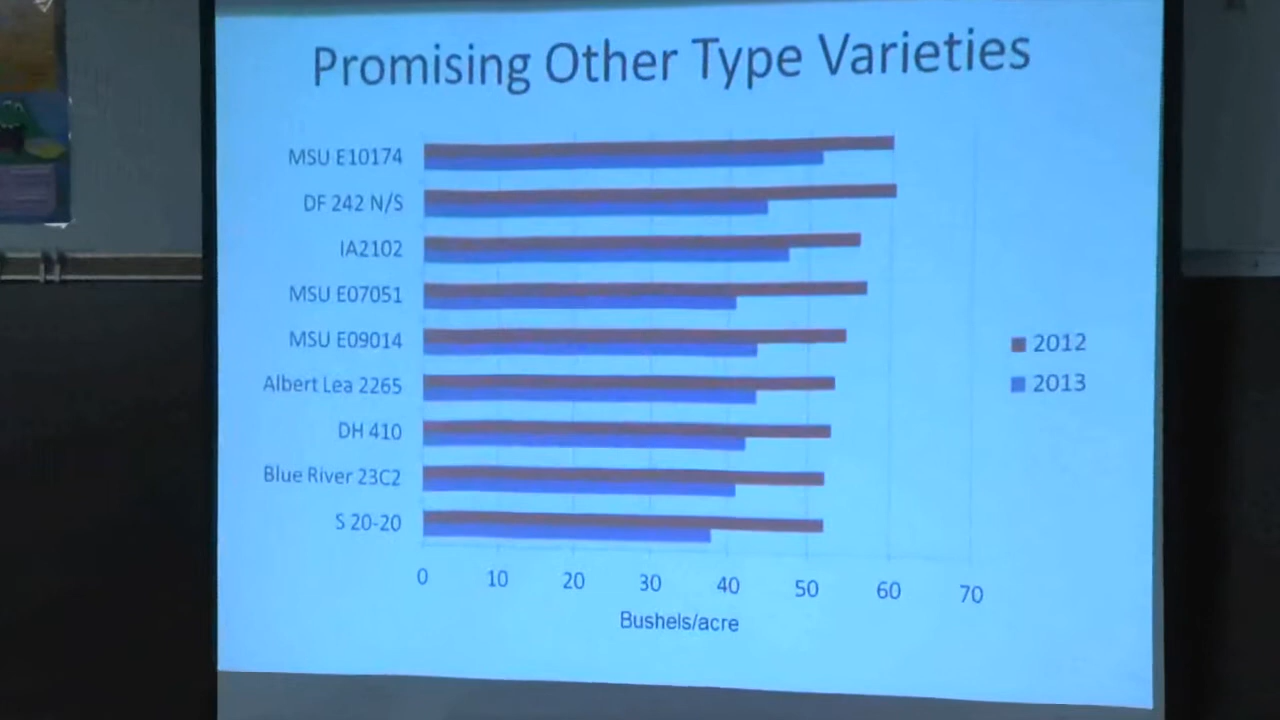 Promising Other Type Varieties
MSU E10174
DF 242 N/S
IA2102
MSU E07051
MSU E09014
Albert Lea 2265
DH 410
Blue River 23C2
S 20-20
2012
2013
0 10 20 30 40 50 60 70
Bushels/acre